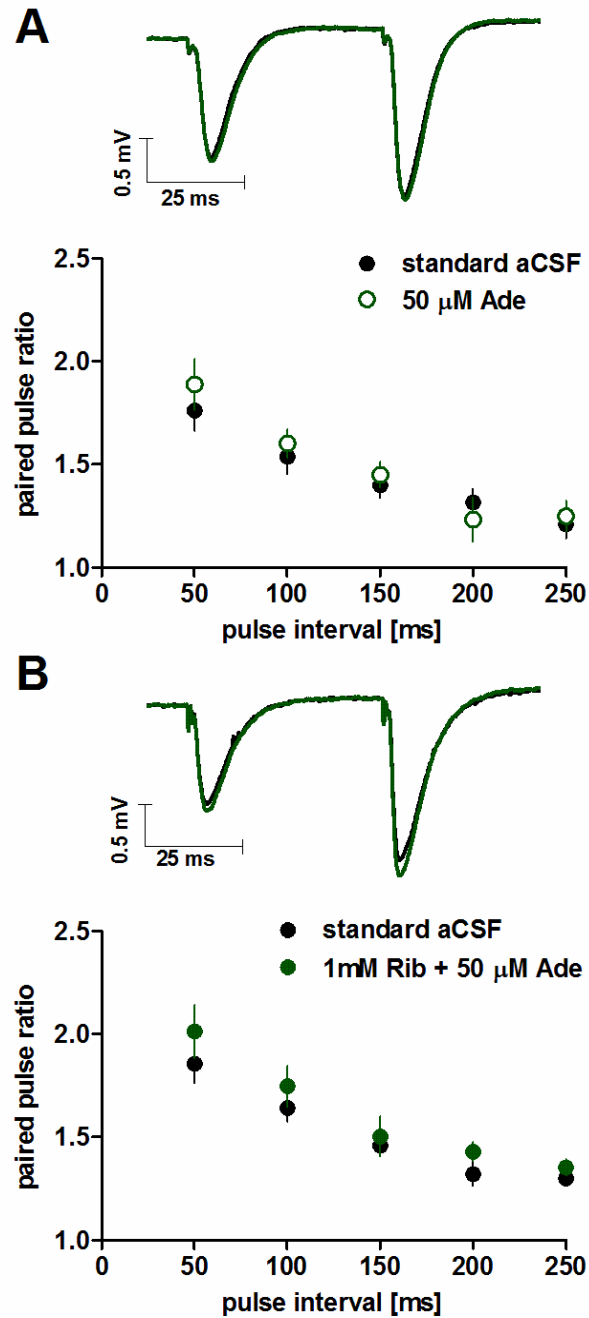 A
0.5 mV
25 ms
standard aCSF
50 μM Ade
paired pulse ratio
2.5
2.0
1.5
1.0
0 50 100 150 200 250
pulse interval [ms]
B
0.5 mV
25 ms
standard aCSF
1mM Rib + 50 μM Ade
paired pulse ratio
2.5
2.0
1.5
1.0
0 50 100 150 200 250
pulse interval [ms]